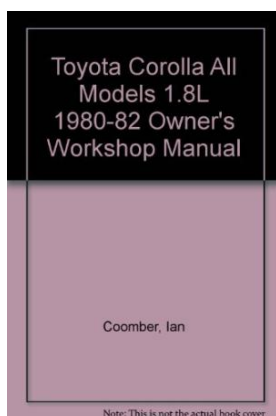 Toyota Corolla All
Models 1.8L
1980-82 Owner's
Workshop Manual
Coomber, Ian
Note: This is not the actual book cover